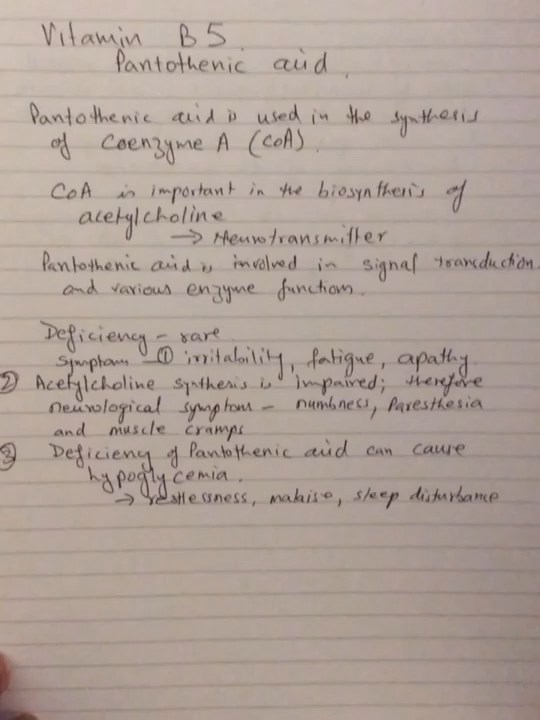 Vitamin B5
Pantothenic acid.
Pantothenic acid is used in the synthesis
of Coenzyme A (COA).
COA is important in the biosynthesis of
acetylcholine
→ Neurotransmitter
Pantothenic acid is involved in signal transduction
and various enzyme function.
Deficiency - rare
Symptom - ① irritability, fatigue, apathy
② Acetylcholine synthesis is impaired; therefore
neurological symptom - numbness, Paresthesia
and muscle cramps
③ Deficiency of Pantothenic acid can cause
hypoglycemia.
→ restlessness, malaise, sleep disturbance